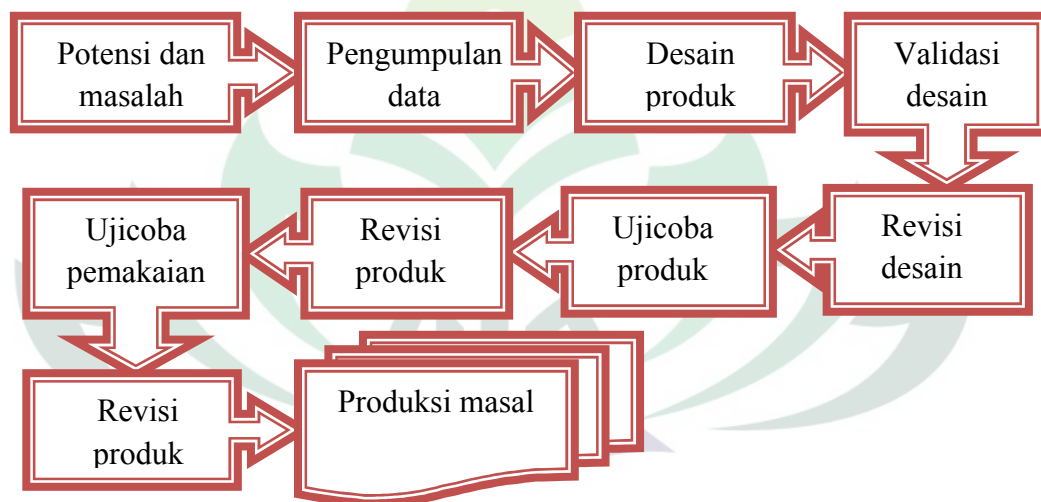 Potensi dan
masalah
Pengumpulan
data
Desain
produk
Validasi
desain
Revisi
desain
Ujicoba
produk
Revisi
produk
Ujicoba
pemakaian
Revisi
produk
Produksi masal